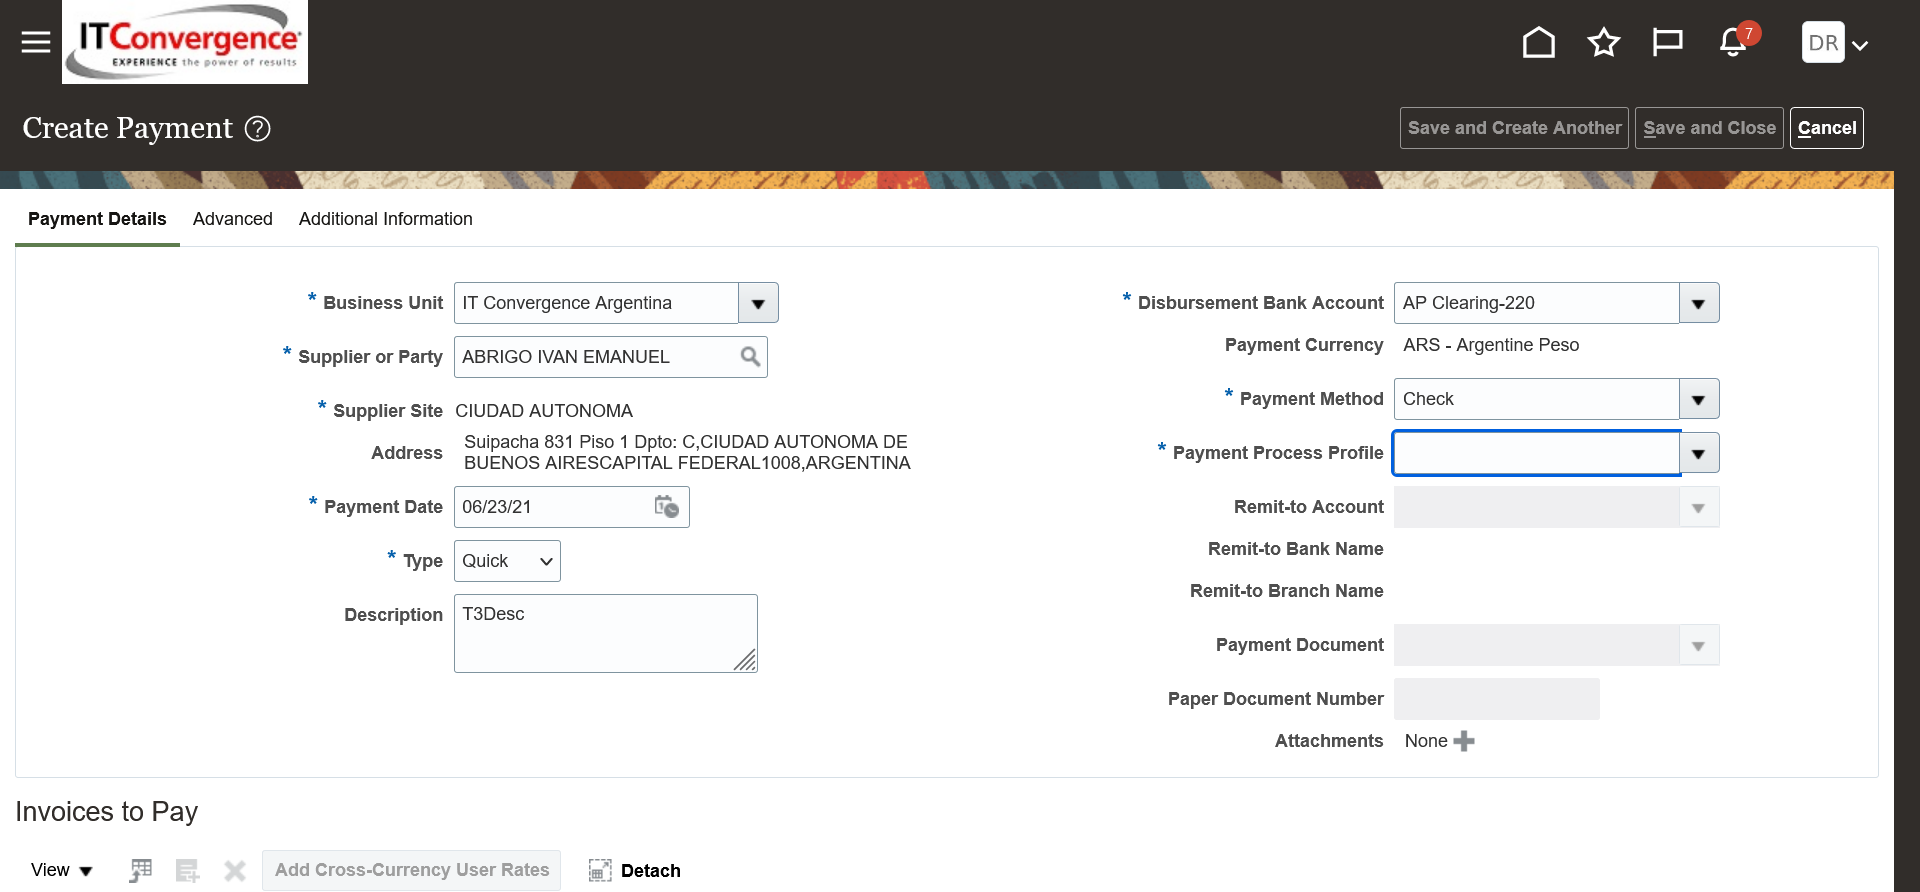 ITConvergence
EXPERIENCE the power of results
7
DR
Create Payment ?
Save and Create Another
Save and Close
Cancel
Payment Details
Advanced
Additional Information
* Business Unit
IT Convergence Argentina
* Supplier or Party
ABRIGO IVAN EMANUEL
* Supplier Site
CIUDAD AUTONOMA
Address
Suipacha 831 Piso 1 Dpto: C,CIUDAD AUTONOMA DE
BUENOS AIRESCAPITAL FEDERAL1008,ARGENTINA
* Payment Date
06/23/21
* Type
Quick
Description
T3Desc
* Disbursement Bank Account
AP Clearing-220
Payment Currency
ARS - Argentine Peso
* Payment Method
Check
* Payment Process Profile
Remit-to Account
Remit-to Bank Name
Remit-to Branch Name
Payment Document
Paper Document Number
Attachments
None
Invoices to Pay
View
Add Cross-Currency User Rates
Detach